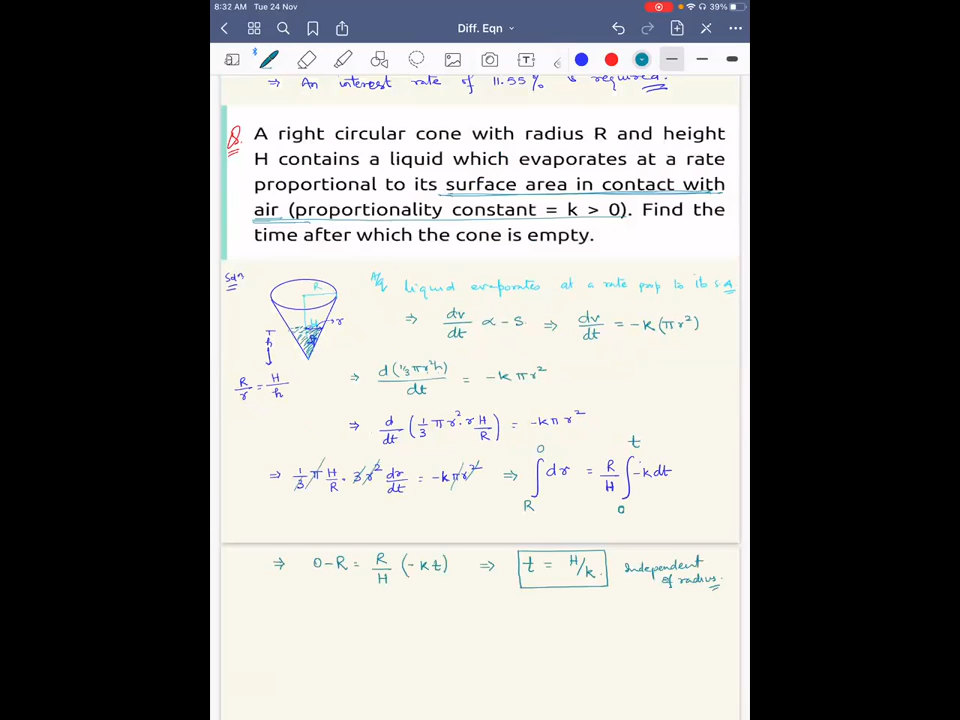 8:32 AM Tue 24 Nov 39%
Diff. Eqn
⇒ An interest rate of 11.55% is required.
Q. A right circular cone with radius R and height
H contains a liquid which evaporates at a rate
proportional to its surface area in contact with
air (proportionality constant = k > 0). Find the
time after which the cone is empty.
Soln
A/q liquid evaporates at a rate prop to its SA
R
H
r
h
⇒ dv/dt ∝ - S ⇒ dv/dt = -k(πr²)
R/r = H/h
⇒ d(1/3πr²h)/dt = -kπr²
⇒ d/dt (1/3 πr²·r H/R) = -kπr²
⇒ 1/3 π H/R · 3r² dr/dt = -kπr² ⇒ ∫_R^0 dr = R/H ∫_0^t -k dt
⇒ 0-R = R/H (-kt) ⇒ t = H/k. Independent
of radius.